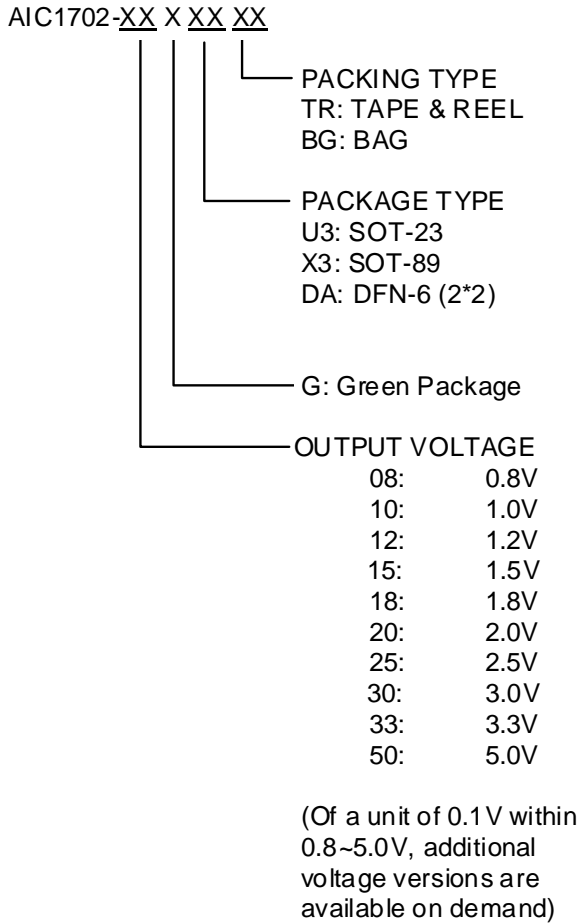 AIC1702-XX X XX XX
PACKING TYPE
TR: TAPE & REEL
BG: BAG
PACKAGE TYPE
U3: SOT-23
X3: SOT-89
DA: DFN-6 (2*2)
G: Green Package
OUTPUT VOLTAGE
08: 0.8V
10: 1.0V
12: 1.2V
15: 1.5V
18: 1.8V
20: 2.0V
25: 2.5V
30: 3.0V
33: 3.3V
50: 5.0V
(Of a unit of 0.1V within
0.8~5.0V, additional
voltage versions are
available on demand)